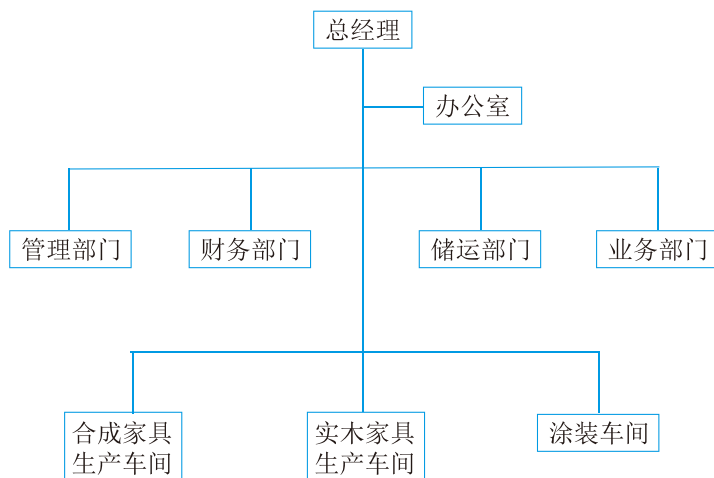 总经理
办公室
管理部门
财务部门
储运部门
业务部门
合成家具
生产车间
实木家具
生产车间
涂装车间